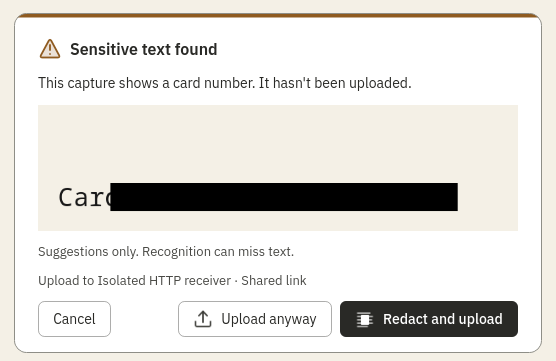 Sensitive text found
This capture shows a card number. It hasn't been uploaded.
Suggestions only. Recognition can miss text.
Upload to Isolated HTTP receiver · Shared link
Cancel
Upload anyway
Redact and upload